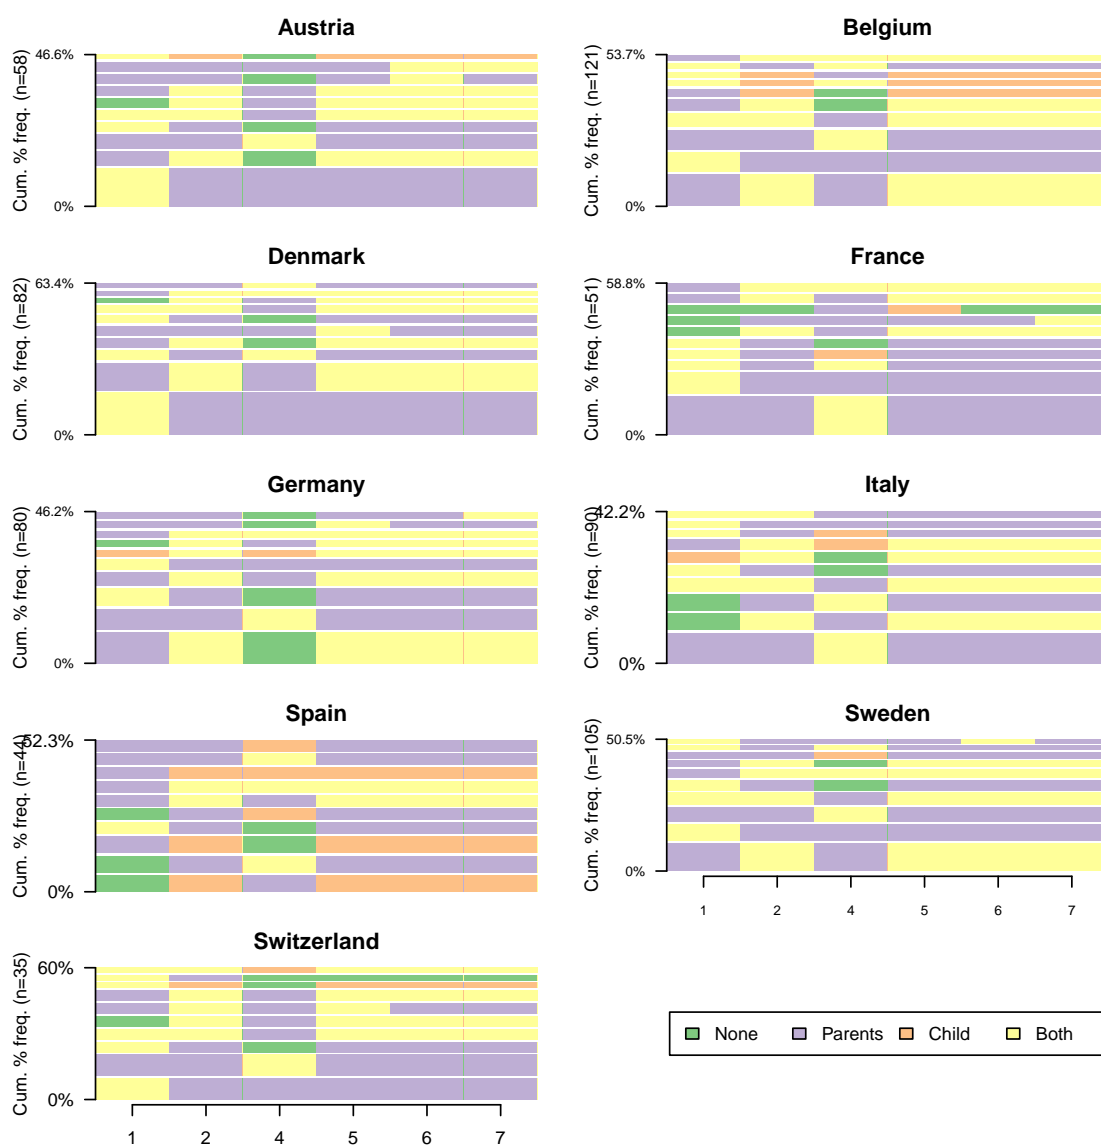 Austria
Cum. % freq. (n=58)
46.6%
0%
Belgium
Cum. % freq. (n=121)
53.7%
0%
Denmark
Cum. % freq. (n=82)
63.4%
0%
France
Cum. % freq. (n=51)
58.8%
0%
Germany
Cum. % freq. (n=80)
46.2%
0%
Italy
Cum. % freq. (n=90)
42.2%
0%
Spain
Cum. % freq. (n=44)
52.3%
0%
Sweden
Cum. % freq. (n=105)
50.5%
0%
1 2 4 5 6 7
Switzerland
Cum. % freq. (n=35)
60%
0%
1 2 4 5 6 7
None Parents Child Both